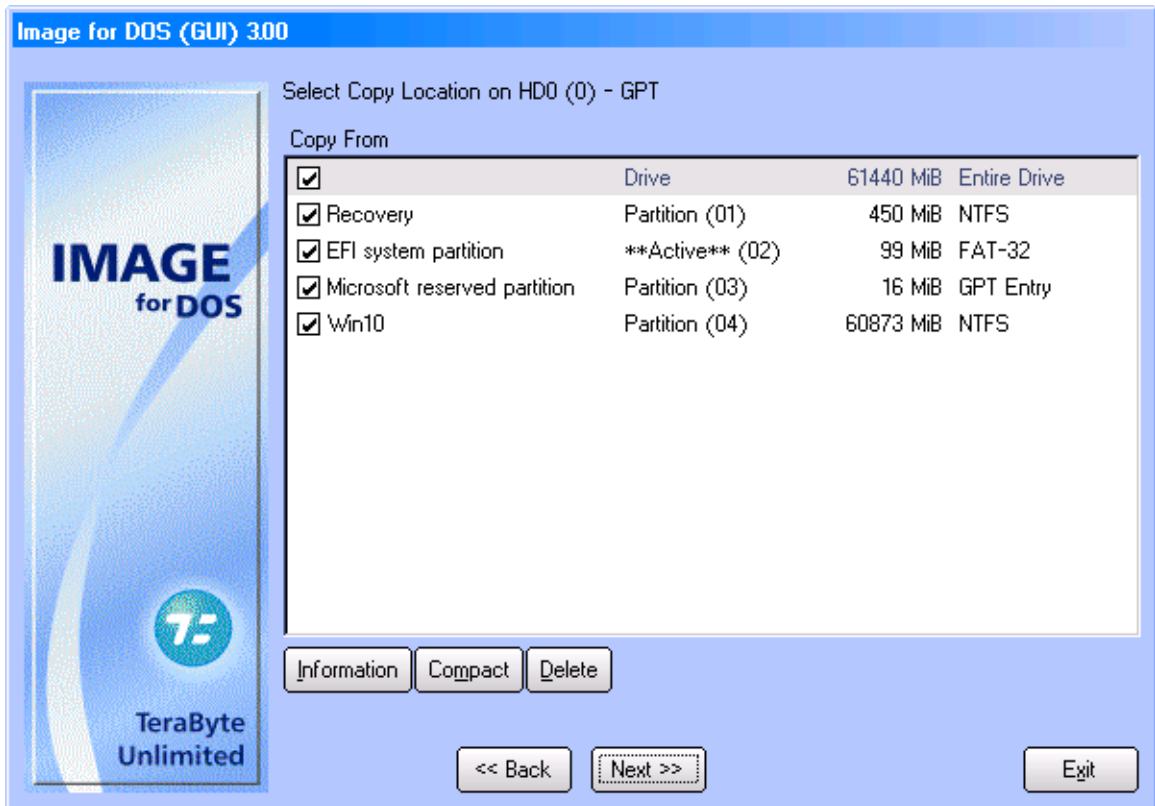 Image for DOS (GUI) 3.00
Select Copy Location on HD0 (0) - GPT
Copy From
Drive 61440 MiB Entire Drive
Recovery Partition (01) 450 MiB NTFS
EFI system partition **Active** (02) 99 MiB FAT-32
Microsoft reserved partition Partition (03) 16 MiB GPT Entry
Win10 Partition (04) 60873 MiB NTFS
IMAGE
for DOS
TeraByte
Unlimited
Information Compact Delete
<< Back Next >> Exit